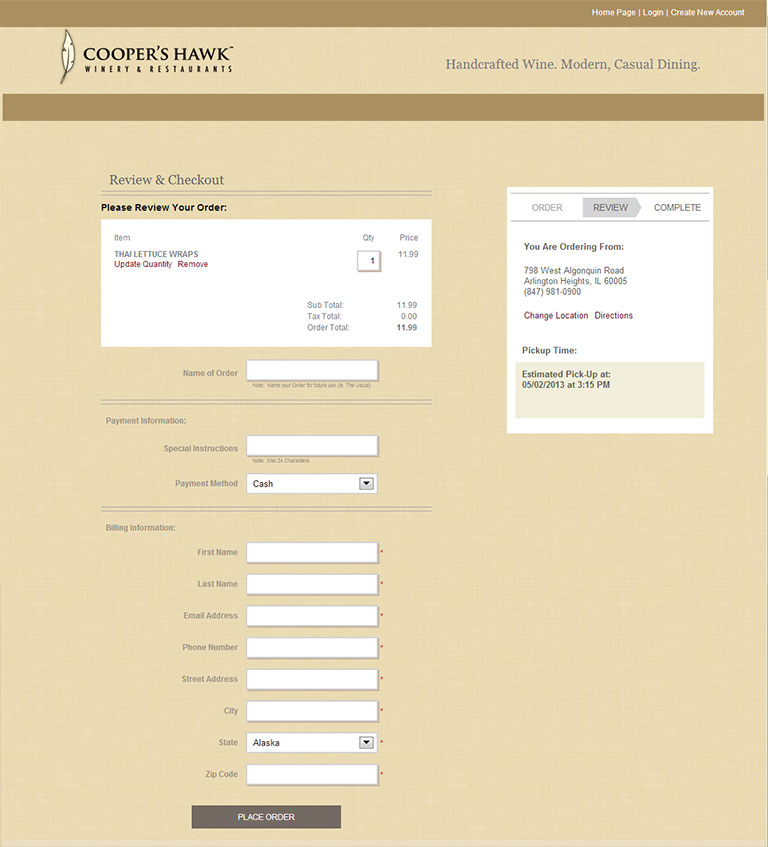 Home Page | Login | Create New Account
COOPER'S HAWK™
WINERY & RESTAURANTS
Handcrafted Wine. Modern, Casual Dining.
Review & Checkout
Please Review Your Order:
Item Qty Price
THAI LETTUCE WRAPS 1 11.99
Update Quantity Remove
Sub Total: 11.99
Tax Total: 0.00
Order Total: 11.99
Name of Order
Note: Name your Order for future use (ie. The Usual)
Payment Information:
Special Instructions
Note: Max 24 Characters
Payment Method Cash
Billing Information:
First Name *
Last Name *
Email Address *
Phone Number *
Street Address *
City *
State Alaska *
Zip Code *
PLACE ORDER
ORDER REVIEW COMPLETE
You Are Ordering From:
798 West Algonquin Road
Arlington Heights, IL 60005
(847) 981-0900
Change Location Directions
Pickup Time:
Estimated Pick-Up at:
05/02/2013 at 3:15 PM